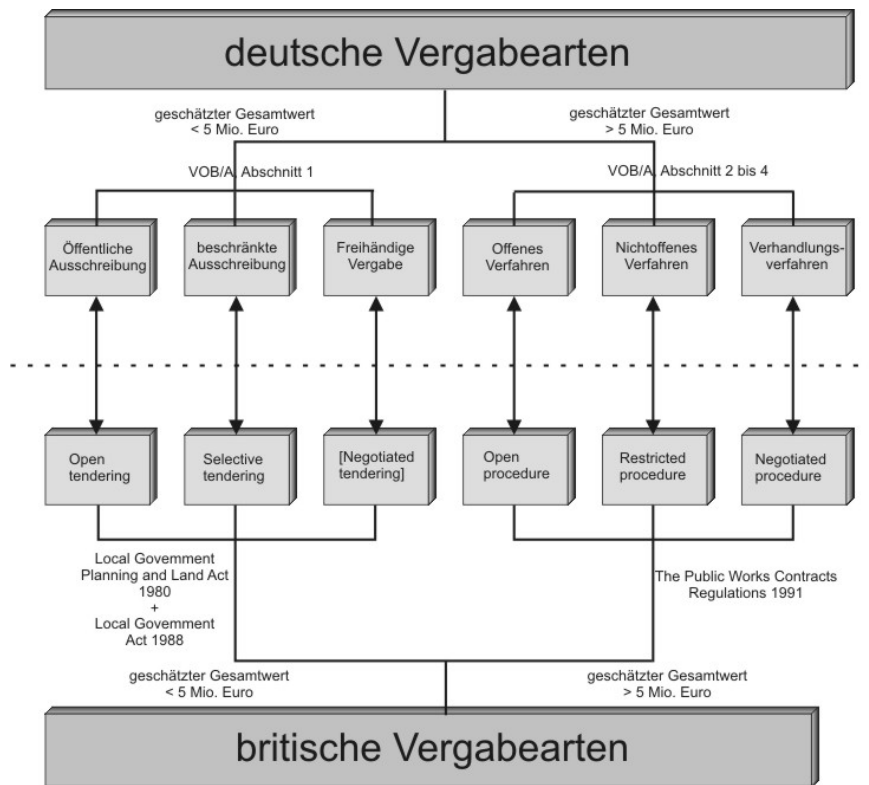 deutsche Vergabearten
geschätzter Gesamtwert
< 5 Mio. Euro
geschätzter Gesamtwert
> 5 Mio. Euro
VOB/A, Abschnitt 1
VOB/A, Abschnitt 2 bis 4
Öffentliche
Ausschreibung
beschränkte
Ausschreibung
Freihändige
Vergabe
Offenes
Verfahren
Nichtoffenes
Verfahren
Verhandlungs-
verfahren
Open
tendering
Selective
tendering
[Negotiated
tendering]
Open
procedure
Restricted
procedure
Negotiated
procedure
Local Government
Planning and Land Act
1980
+
Local Government
Act 1988
The Public Works Contracts
Regulations 1991
geschätzter Gesamtwert
< 5 Mio. Euro
geschätzter Gesamtwert
> 5 Mio. Euro
britische Vergabearten